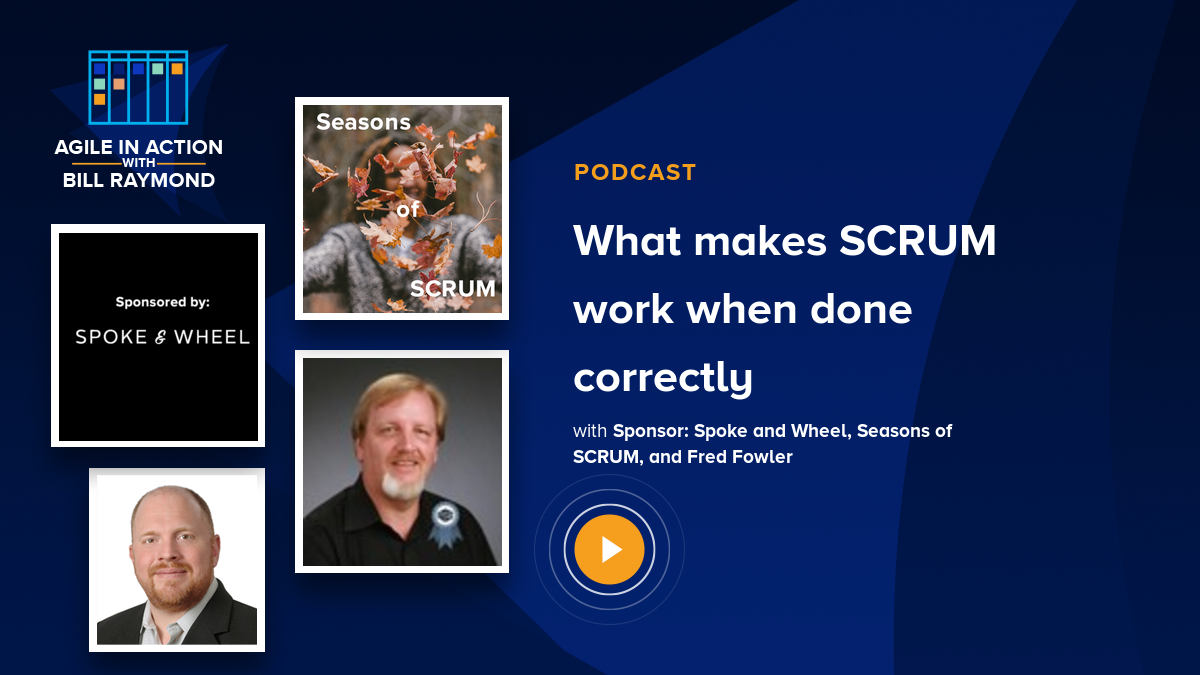 AGILE IN ACTION
WITH
BILL RAYMOND
Sponsored by:
SPOKE & WHEEL
Seasons
of
SCRUM
PODCAST
What makes SCRUM
work when done
correctly
with Sponsor: Spoke and Wheel, Seasons of
SCRUM, and Fred Fowler